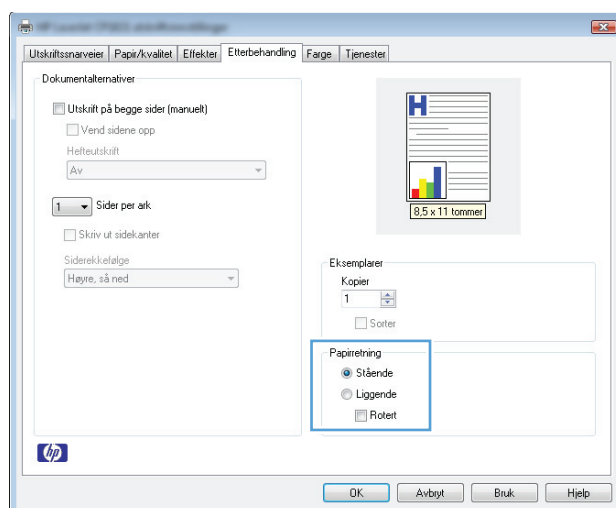 Utskriftssnarveier Papir/kvalitet Effekter Etterbehandling Farge Tjenester
Dokumentalternativer
Utskrift på begge sider (manuelt)
Vend sidene opp
Hefteutskrift
Av
1 Sider per ark
Skriv ut sidekanter
Siderekkefølge
Høyre, så ned
H
8,5 x 11 tommer
Eksemplarer
Kopier
1
Sorter
Papirretning
Stående
Liggende
Rotert
hp
OK Avbryt Bruk Hjelp